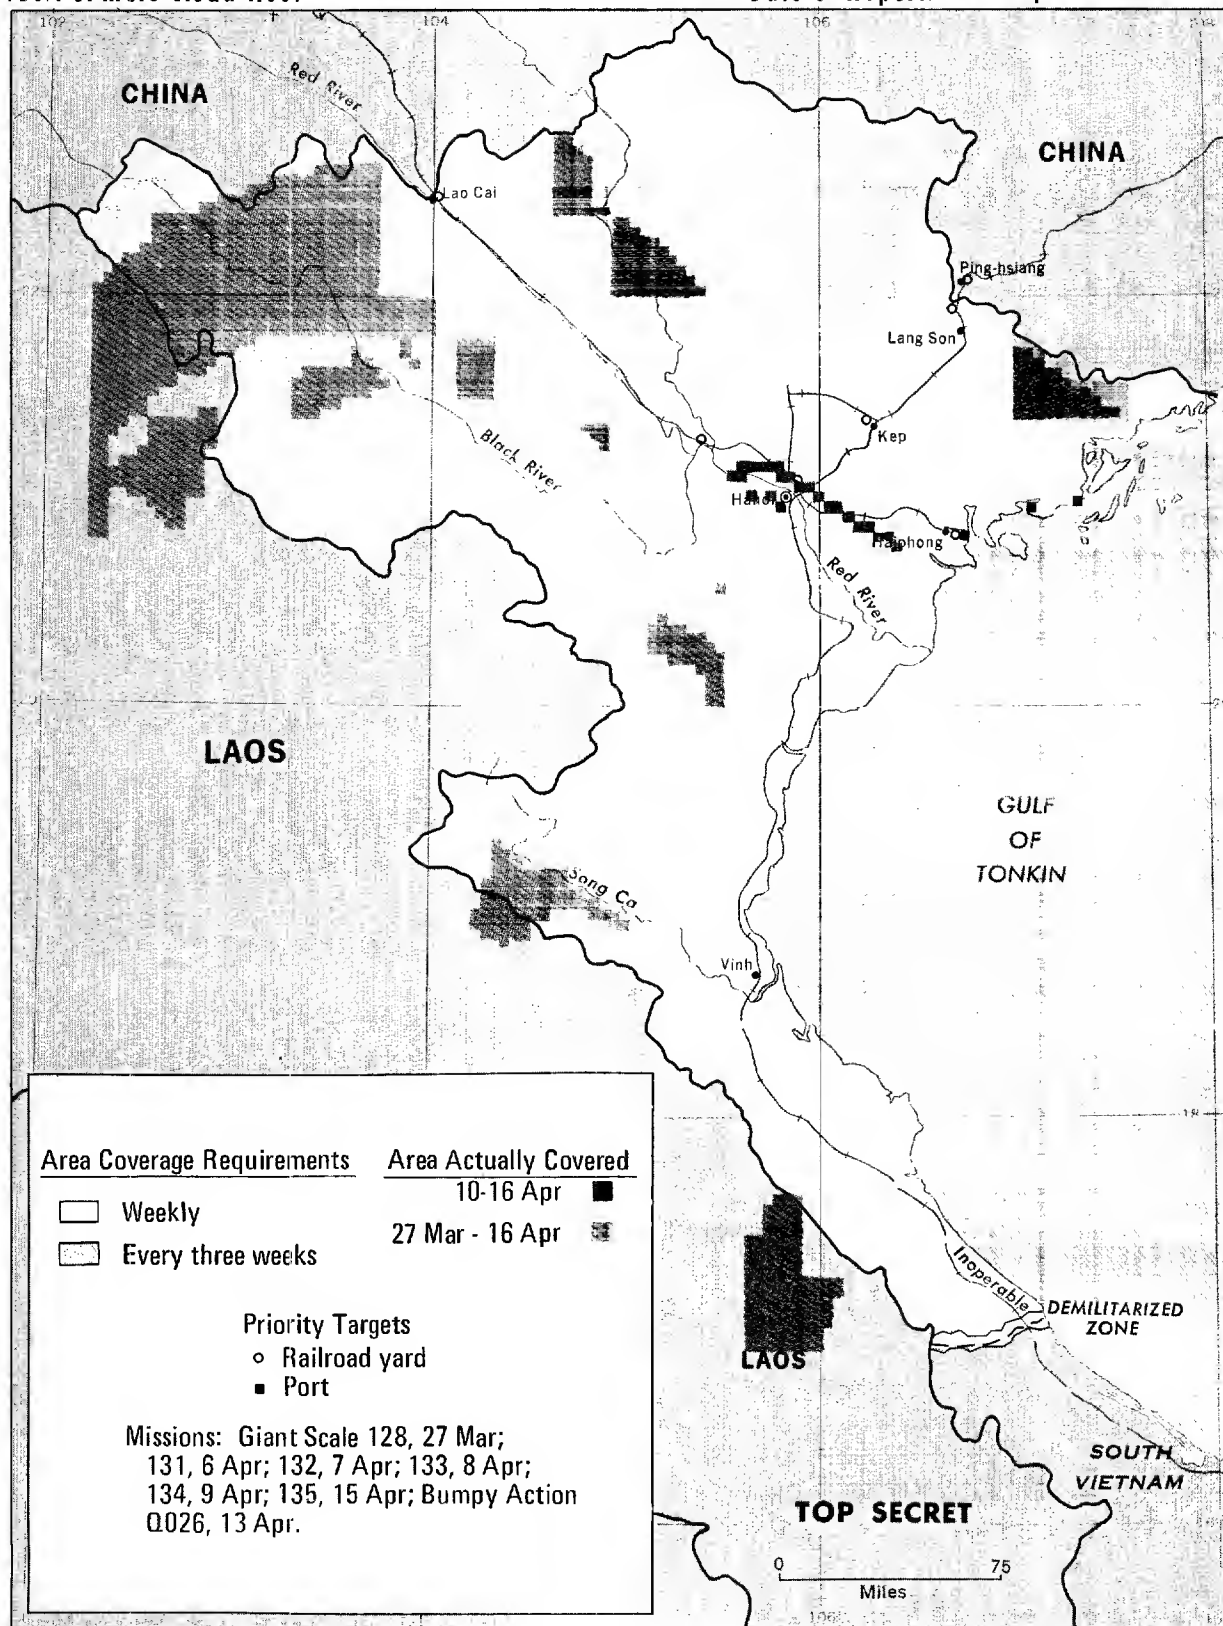 102
104
106
CHINA
Red River
CHINA
Lao Cai
Ping-hsiang
Lang Son
Kep
Black River
Hanoi
Haiphong
Red River
LAOS
GULF
OF
TONKIN
Song Ca
Vinh
18
Area Coverage Requirements
Weekly
Every three weeks
Area Actually Covered
10-16 Apr
27 Mar - 16 Apr
Priority Targets
Railroad yard
Port
Missions: Giant Scale 128, 27 Mar;
131, 6 Apr; 132, 7 Apr; 133, 8 Apr;
134, 9 Apr; 135, 15 Apr; Bumpy Action
Q026, 13 Apr.
Inoperable
DEMILITARIZED
ZONE
LAOS
SOUTH
VIETNAM
TOP SECRET
0 75
Miles
106